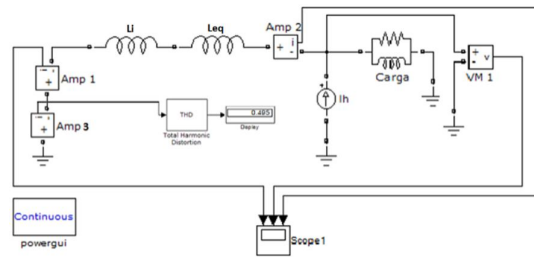 Li
Leq
Amp 2
i
Amp 1
Carga
v
VM 1
Ih
Amp 3
THD
Total Harmonic
Distortion
0.495
Display
Continuous
powergui
Scope1